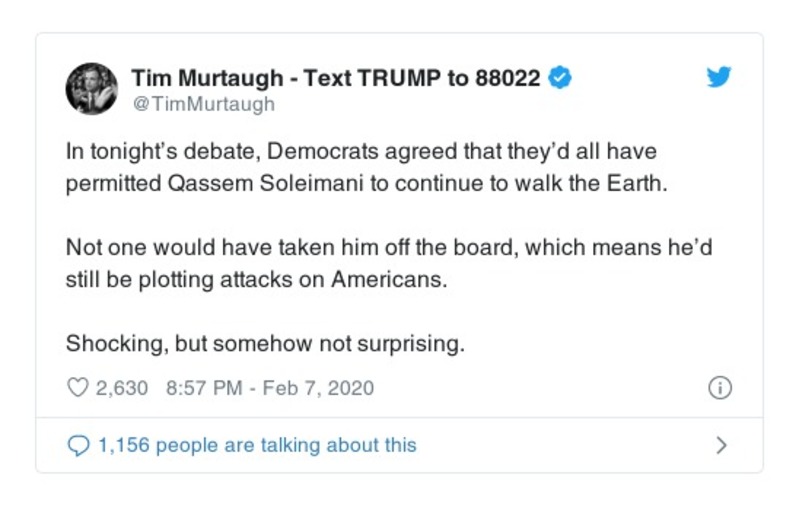 Tim Murtaugh - Text TRUMP to 88022
@TimMurtaugh
In tonight’s debate, Democrats agreed that they’d all have
permitted Qassem Soleimani to continue to walk the Earth.
Not one would have taken him off the board, which means he’d
still be plotting attacks on Americans.
Shocking, but somehow not surprising.
2,630 8:57 PM - Feb 7, 2020
1,156 people are talking about this